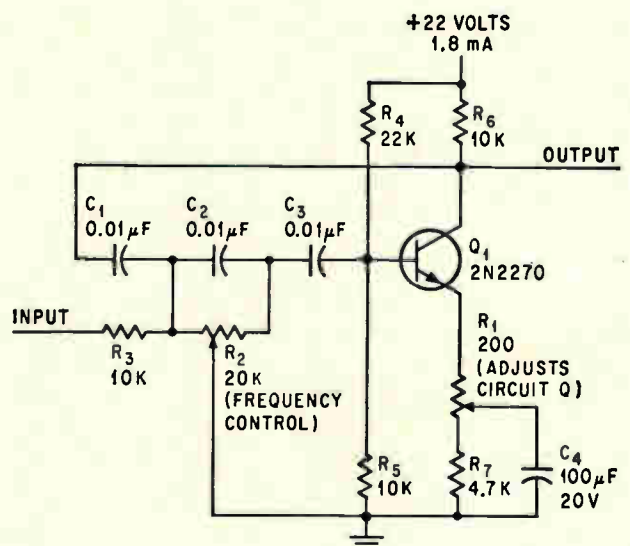 +22 VOLTS
1.8 mA
R4
22K
R6
10K
OUTPUT
C1
0.01µF
C2
0.01µF
C3
0.01µF
Q1
2N2270
INPUT
R3
10K
R2
20K
(FREQUENCY
CONTROL)
R1
200
(ADJUSTS
CIRCUIT Q)
R5
10K
R7
4.7K
C4
100µF
20V